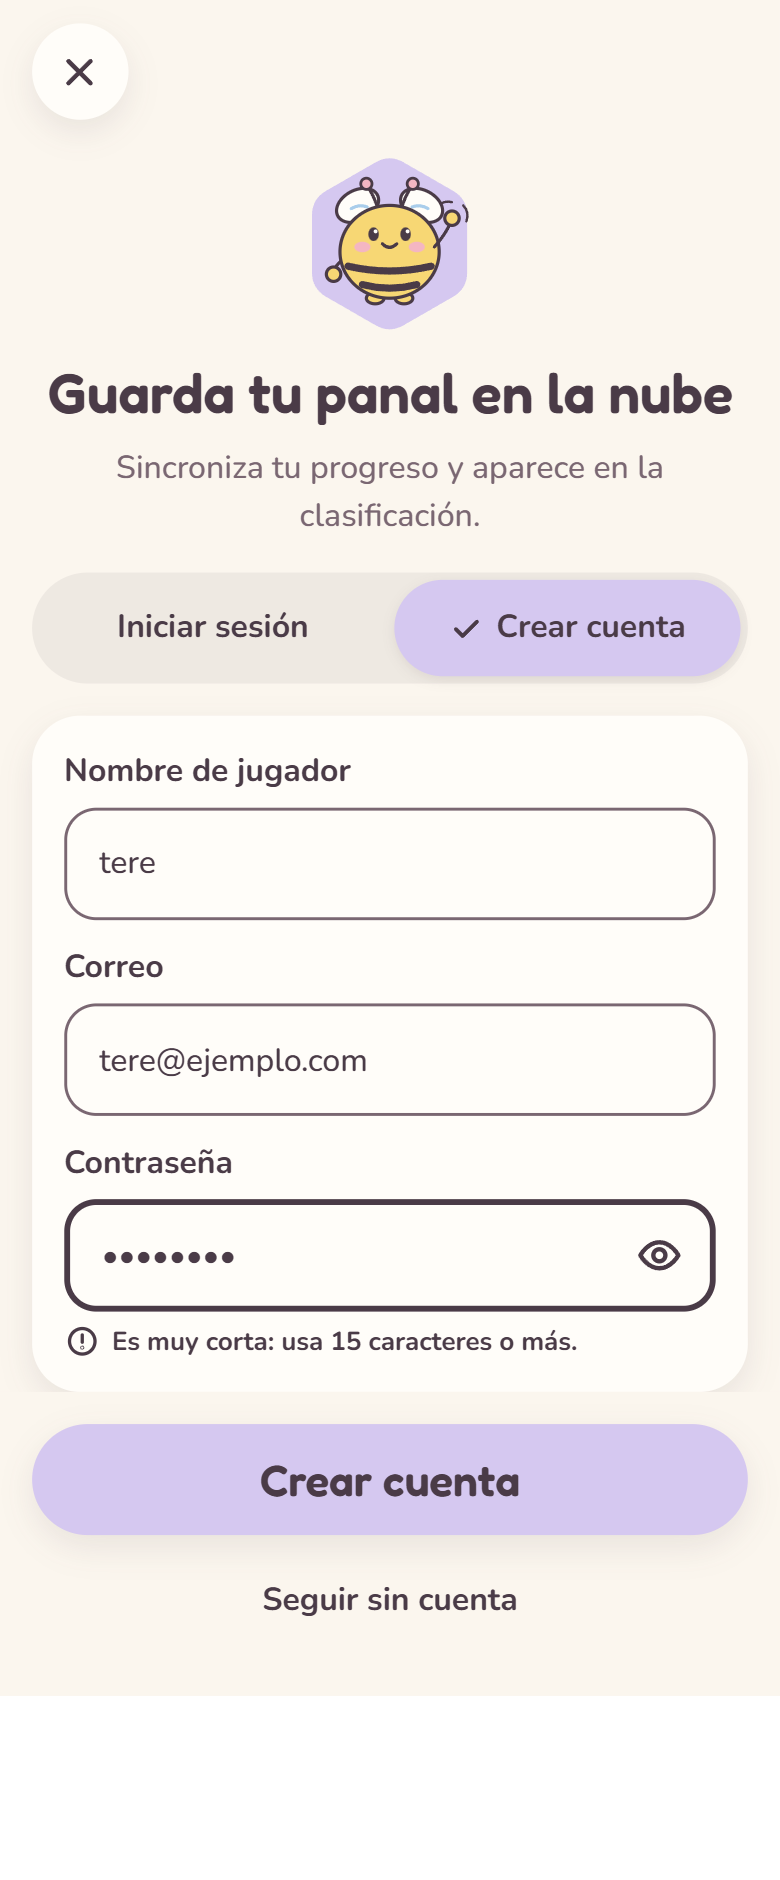 Guarda tu panal en la nube
Sincroniza tu progreso y aparece en la
clasificación.
Iniciar sesión
Crear cuenta
Nombre de jugador
tere
Correo
tere@ejemplo.com
Contraseña
••••••••
Es muy corta: usa 15 caracteres o más.
Crear cuenta
Seguir sin cuenta